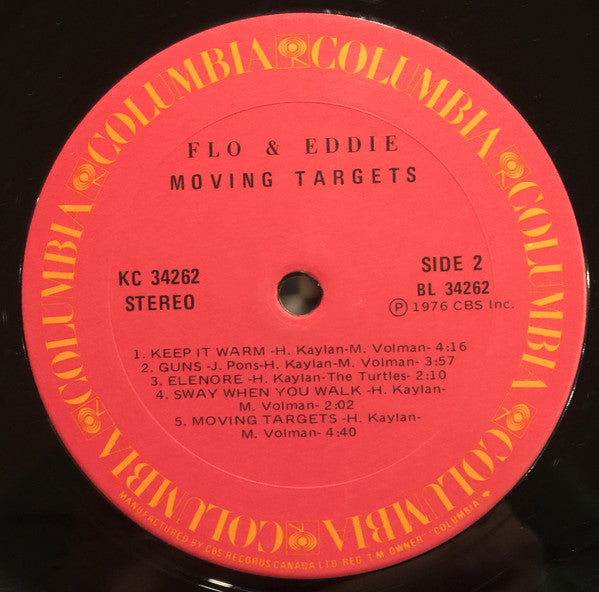 COLUMBIA COLUMBIA COLUMBIA COLUMBIA COLUMBIA COLUMBIA COLUMBIA COLUMBIA
FLO & EDDIE
MOVING TARGETS
KC 34262
STEREO
SIDE 2
BL 34262
Ⓟ 1976 CBS Inc.
1. KEEP IT WARM -H. Kaylan-M. Volman- 4:16
2. GUNS -J. Pons-H. Kaylan-M. Volman- 3:57
3. ELENORE -H. Kaylan-The Turtles- 2:10
4. SWAY WHEN YOU WALK -H. Kaylan-
M. Volman- 2:02
5. MOVING TARGETS -H. Kaylan-
M. Volman- 4:40
MANUFACTURED BY CBS RECORDS CANADA LTD REG. T.M. OWNER "COLUMBIA"